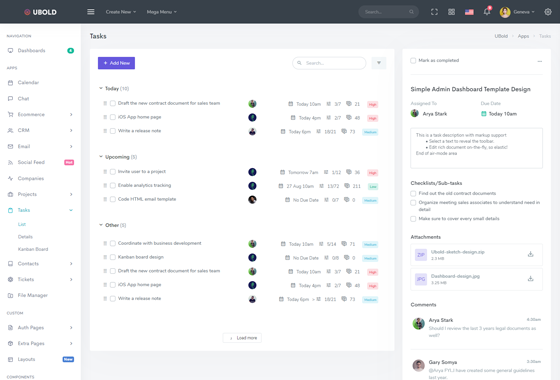 UBOLD
Create New
Mega Menu
Search...
Geneva
NAVIGATION
Dashboards
APPS
Calendar
Chat
Ecommerce
CRM
Email
Social Feed
Hot
Companies
Projects
Tasks
List
Details
Kanban Board
Contacts
Tickets
File Manager
CUSTOM
Auth Pages
Extra Pages
Layouts
New
COMPONENTS
Tasks
UBold > Apps > Tasks
+ Add New
Search...
Today (10)
Draft the new contract document for sales team
Today 10am 3/7 21 High
iOS App home page
Today 4pm 2/7 48 High
Write a release note
Today 6pm 18/21 73 Medium
Upcoming (5)
Invite user to a project
Tomorrow 7am 1/12 36 High
Enable analytics tracking
27 Aug 10am 13/72 211 Low
Code HTML email template
No Due Date 0/7 0 Medium
Other (5)
Coordinate with business development
Today 10am 5/14 71 High
Kanban board design
No Due Date 0/8 0 Medium
Draft the new contract document for sales team
Today 10am 3/7 21 High
iOS App home page
Today 4pm 2/7 48 High
Write a release note
Today 6pm 18/21 73 Medium
Load more
Mark as completed
Simple Admin Dashboard Template Design
Assigned To
Due Date
Arya Stark
Today 10am
This is a task description with markup support
Select a text to reveal the toolbar.
Edit rich document on-the-fly, so elastic!
End of air-mode area
Checklists/Sub-tasks
Find out the old contract documents
Organize meeting sales associates to understand need in
detail
Make sure to cover every small details
Attachments
ZIP
Ubold-sketch-design.zip
2.3 MB
JPG
Dashboard-design.jpg
3.25 MB
Comments
Arya Stark
4:30am
Should I review the last 3 years legal documents as
well?
Gary Somya
3:30am
@Arya FYI..I have created some general guidelines
last year.